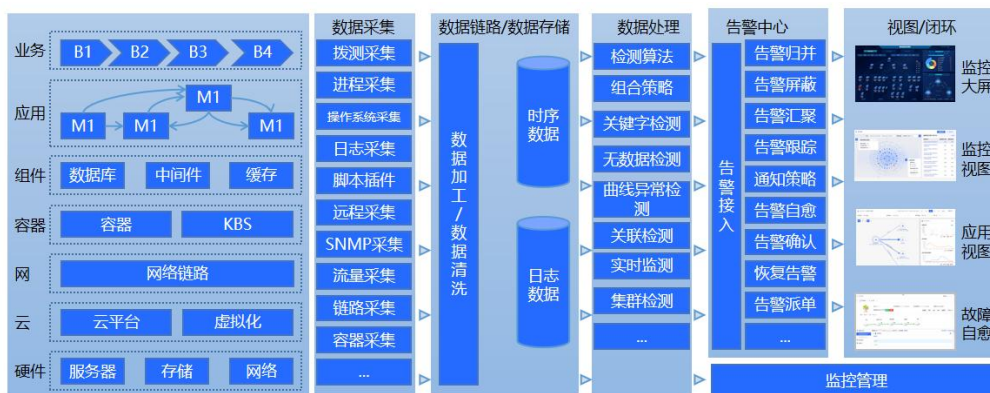 业务
B1
B2
B3
B4
应用
M1
M1
M1
M1
组件
数据库
中间件
缓存
容器
容器
KBS
网
网络链路
云
云平台
虚拟化
硬件
服务器
存储
网络
数据采集
拨测采集
进程采集
操作系统采集
日志采集
脚本插件
远程采集
SNMP采集
流量采集
链路采集
容器采集
...
数据链路/数据存储
数据加工/数据清洗
时序
数据
日志
数据
数据处理
检测算法
组合策略
关键字检测
无数据检测
曲线异常检
测
关联检测
实时监测
集群检测
...
告警中心
告警接入
告警归并
告警屏蔽
告警汇聚
告警跟踪
通知策略
告警自愈
告警确认
恢复告警
告警派单
...
视图/闭环
监控
大屏
监控
视图
应用
视图
故障
自愈
监控管理